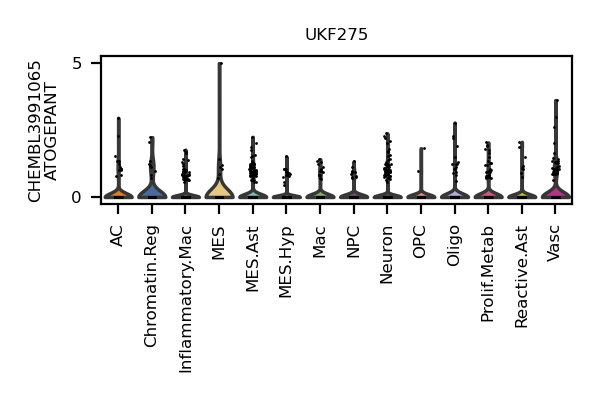 UKF275
CHEMBL3991065
ATOGEPANT
5
0
AC
Chromatin.Reg
Inflammatory.Mac
MES
MES.Ast
MES.Hyp
Mac
NPC
Neuron
OPC
Oligo
Prolif.Metab
Reactive.Ast
Vasc